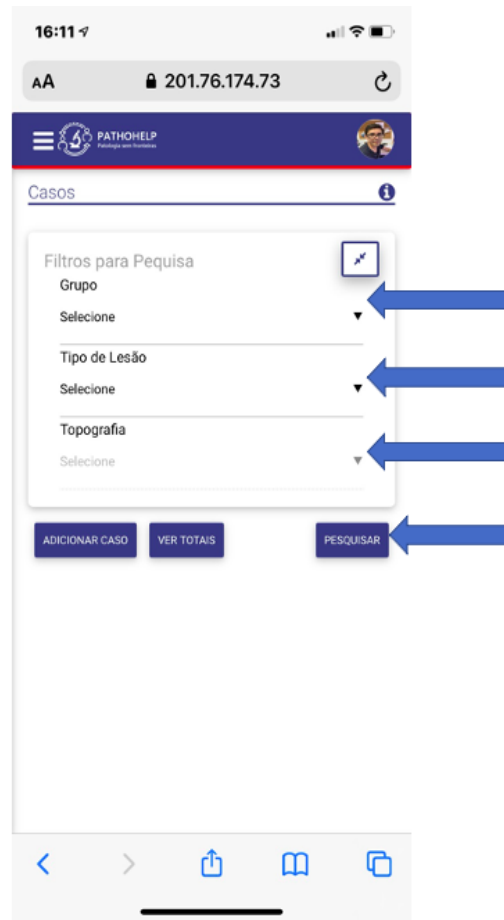 16:11
AA 201.76.174.73
PATHOHELP
Patologia sem fronteiras
Casos
Filtros para Pequisa
Grupo
Selecione
Tipo de Lesão
Selecione
Topografia
Selecione
ADICIONAR CASO VER TOTAIS PESQUISAR